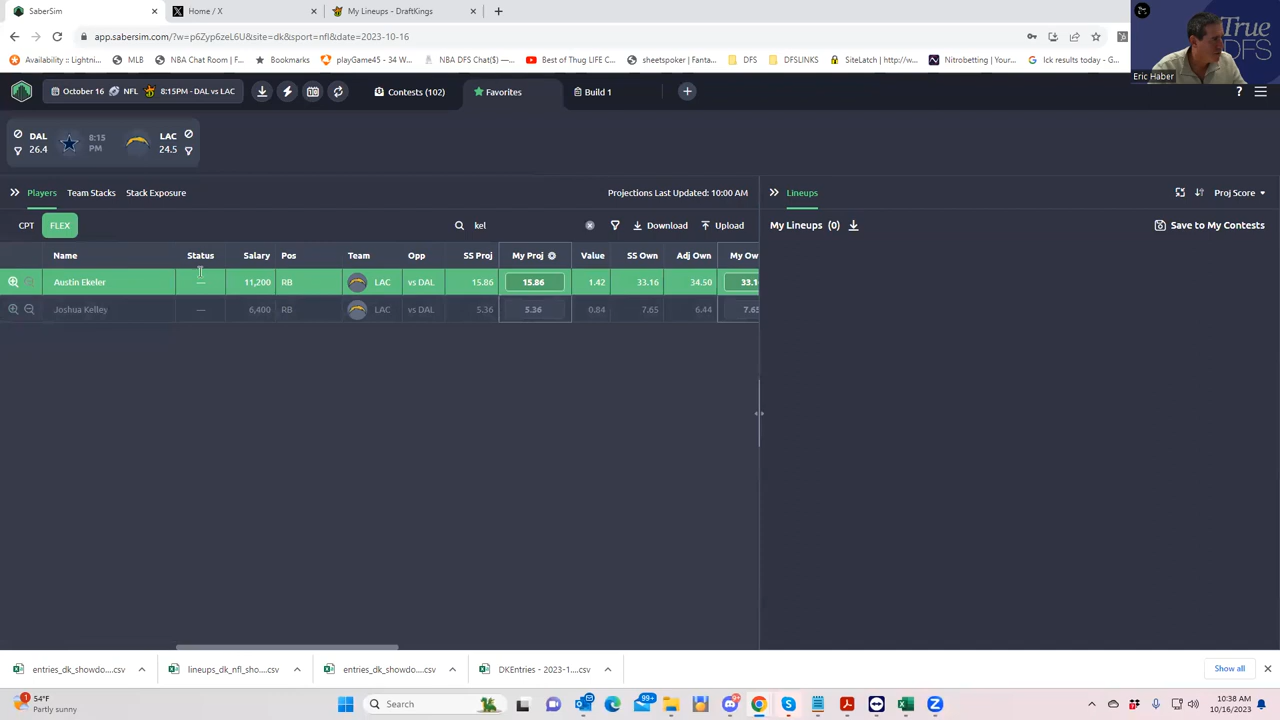 SaberSim
Home / X
My Lineups - DraftKings
app.sabersim.com/?w=p6Zyp6zeL6U&site=dk&sport=nfl&date=2023-10-16
Availability :: Lightni...
MLB
NBA Chat Room | F...
Bookmarks
playGame45 - 34 W...
NBA DFS Chat($)—...
Best of Thug LIFE C...
sheetspoker | Fanta...
DFS
DFSLINKS
SiteLatch | http://w...
Nitrobetting | Your...
Ick results today - G...
True
DFS
Eric Haber
October 16
NFL
8:15PM - DAL vs LAC
Contests (102)
Favorites
Build 1
DAL
26.4
8:15
PM
LAC
24.5
Players
Team Stacks
Stack Exposure
Projections Last Updated: 10:00 AM
Lineups
Proj Score
CPT
FLEX
kel
Download
Upload
My Lineups (0)
Save to My Contests
Name Status Salary Pos Team Opp SS Proj My Proj Value SS Own Adj Own My Ow
Austin Ekeler — 11,200 RB LAC vs DAL 15.86 15.86 1.42 33.16 34.50 33.1
Joshua Kelley — 6,400 RB LAC vs DAL 5.36 5.36 0.84 7.65 6.44 7.65
entries_dk_showdo....csv
lineups_dk_nfl_sho....csv
entries_dk_showdo....csv
DKEntries - 2023-1....csv
Show all
54°F
Partly sunny
Search
99+
10:38 AM
10/16/2023